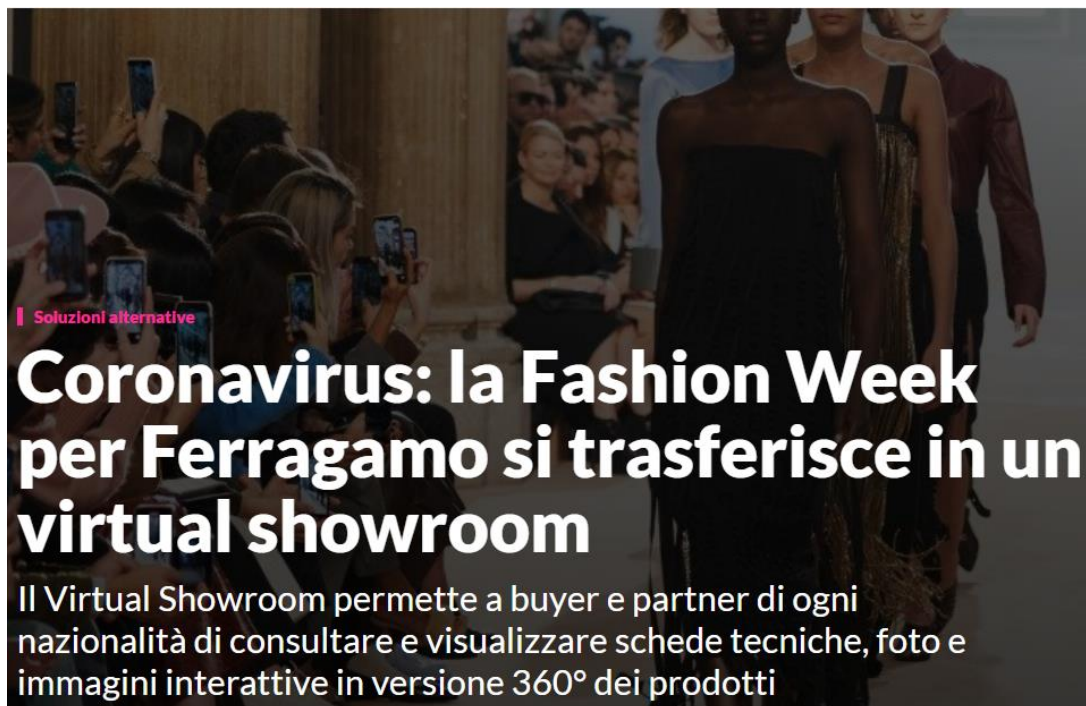 Soluzioni alternative
Coronavirus: la Fashion Week
per Ferragamo si trasferisce in un
virtual showroom
Il Virtual Showroom permette a buyer e partner di ogni
nazionalità di consultare e visualizzare schede tecniche, foto e
immagini interattive in versione 360° dei prodotti